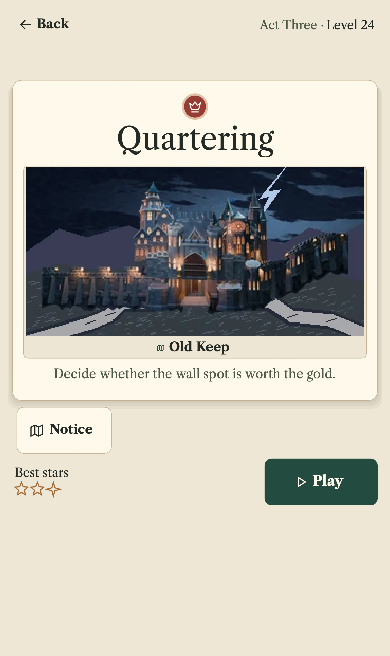 Back
Act Three · Level 24
Quartering
Old Keep
Decide whether the wall spot is worth the gold.
Notice
Best stars
Play